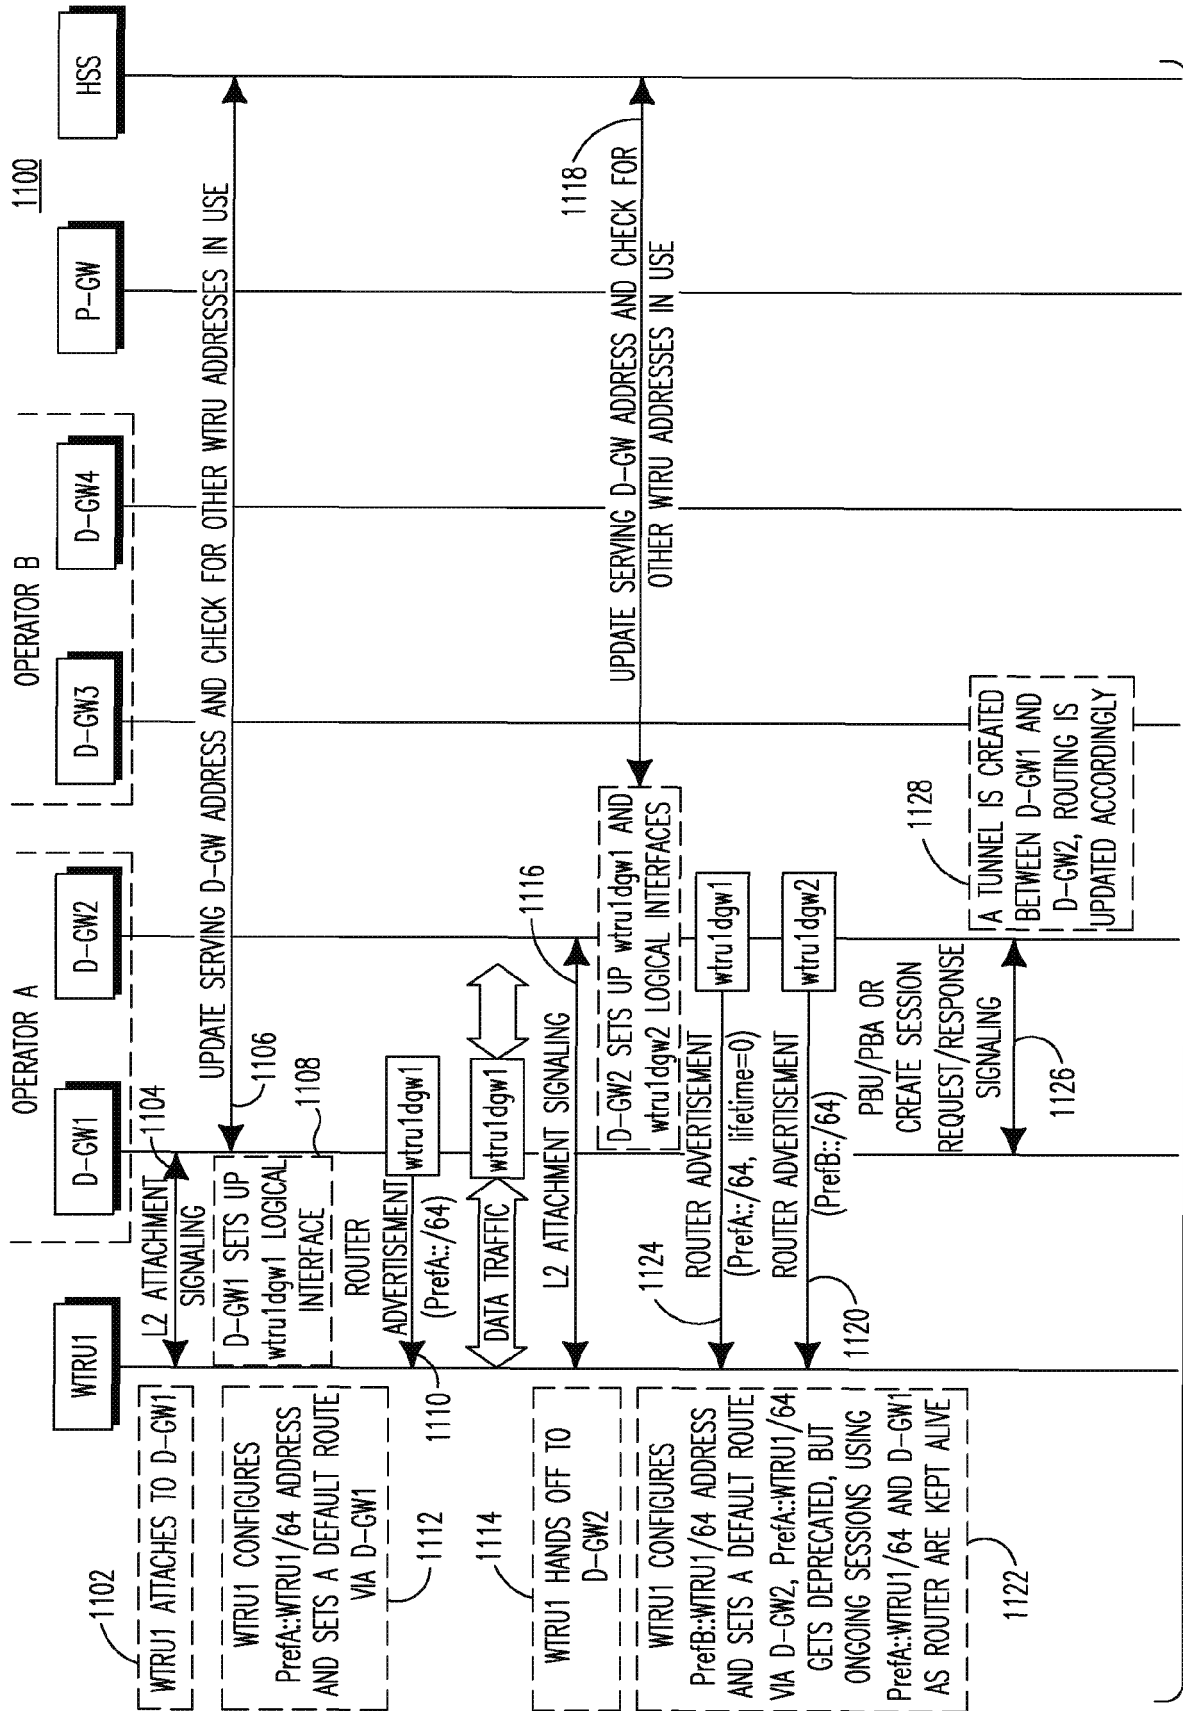 1100
OPERATOR A
OPERATOR B
WTRU1
D-GW1
D-GW2
D-GW3
D-GW4
P-GW
HSS
1102
WTRU1 ATTACHES TO D-GW1
L2 ATTACHMENT
SIGNALING
1104
UPDATE SERVING D-GW ADDRESS AND CHECK FOR OTHER WTRU ADDRESSES IN USE
1106
D-GW1 SETS UP
wtru1dgw1 LOGICAL
INTERFACE
1108
WTRU1 CONFIGURES
PrefA::WTRU1/64 ADDRESS
AND SETS A DEFAULT ROUTE
VIA D-GW1
1112
ROUTER
ADVERTISEMENT
(PrefA::/64)
1110
wtru1dgw1
DATA TRAFFIC
wtru1dgw1
1114
WTRU1 HANDS OFF TO
D-GW2
L2 ATTACHMENT SIGNALING
1116
UPDATE SERVING D-GW ADDRESS AND CHECK FOR
OTHER WTRU ADDRESSES IN USE
1118
D-GW2 SETS UP wtru1dgw1 AND
wtru1dgw2 LOGICAL INTERFACES
WTRU1 CONFIGURES
PrefB::WTRU1/64 ADDRESS
AND SETS A DEFAULT ROUTE
VIA D-GW2, PrefA::WTRU1/64
GETS DEPRECATED, BUT
ONGOING SESSIONS USING
PrefA::WTRU1/64 AND D-GW1
AS ROUTER ARE KEPT ALIVE
1122
1124
ROUTER ADVERTISEMENT
(PrefA::/64, lifetime=0)
wtru1dgw1
ROUTER ADVERTISEMENT
(PrefB::/64)
wtru1dgw2
1120
PBU/PBA OR
CREATE SESSION
REQUEST/RESPONSE
SIGNALING
1126
1128
A TUNNEL IS CREATED
BETWEEN D-GW1 AND
D-GW2, ROUTING IS
UPDATED ACCORDINGLY